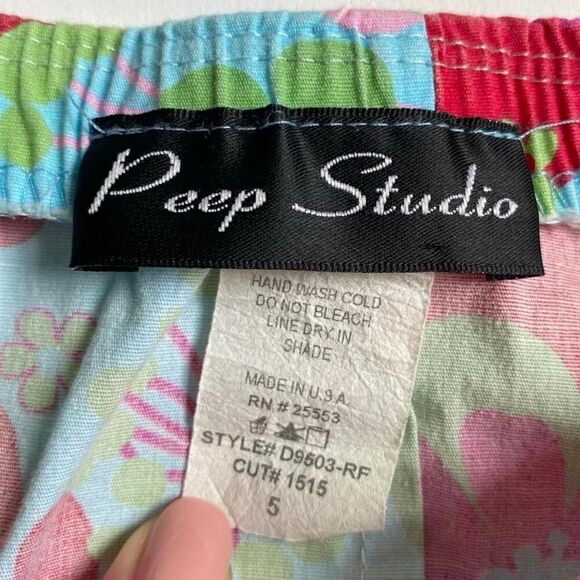 Peep Studio
HAND WASH COLD
DO NOT BLEACH
LINE DRY IN
SHADE
MADE IN U.S.A.
RN # 25553
STYLE# D9503-RF
CUT# 1515
5